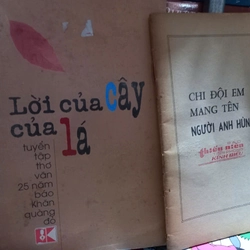 Lời của cây
của lá
tuyển
tập
thơ
văn
25 năm
báo
khăn
quàng
đỏ
CHI ĐỘI EM
MANG TÊN
NGƯỜI ANH HÙN